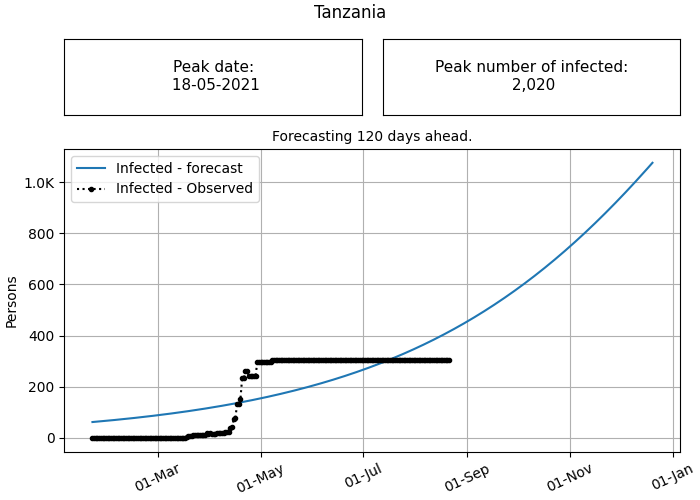 Tanzania
Peak date:
18-05-2021
Peak number of infected:
2,020
Forecasting 120 days ahead.
Infected - forecast
Infected - Observed
Persons
1.0K
800
600
400
200
0
01-Mar
01-May
01-Jul
01-Sep
01-Nov
01-Jan